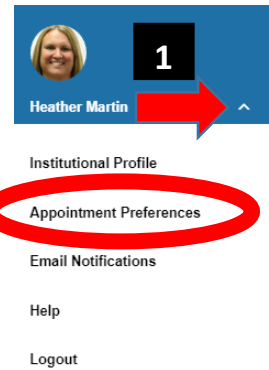 1
Heather Martin
Institutional Profile
Appointment Preferences
Email Notifications
Help
Logout